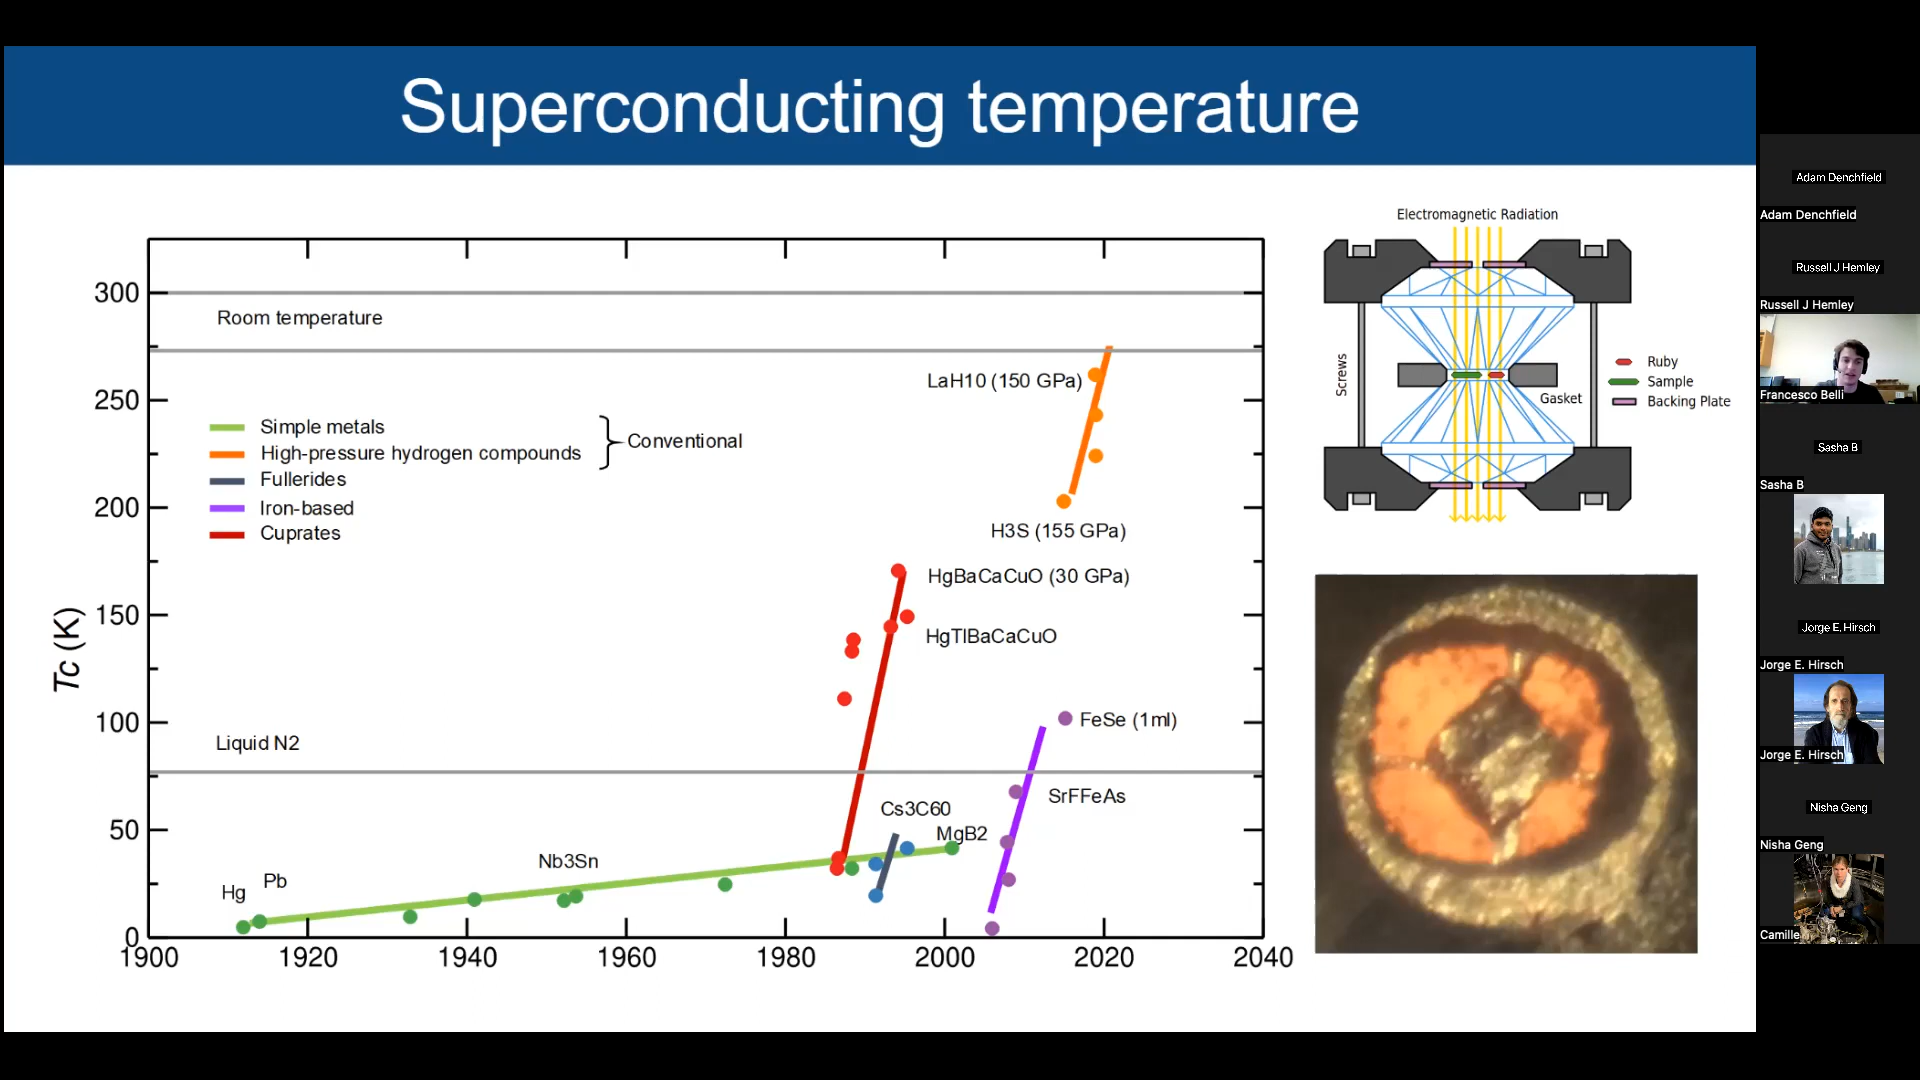 Superconducting temperature
300
Room temperature
250
LaH10 (150 GPa)
Simple metals
High-pressure hydrogen compounds
Conventional
Fullerides
Iron-based
Cuprates
200
H3S (155 GPa)
HgBaCaCuO (30 GPa)
150
HgTlBaCaCuO
Tc (K)
100
FeSe (1ml)
Liquid N2
SrFFeAs
Cs3C60
50
MgB2
Nb3Sn
Pb
Hg
0
1900 1920 1940 1960 1980 2000 2020 2040
Electromagnetic Radiation
Screws
Ruby
Sample
Backing Plate
Gasket
Adam Denchfield
Adam Denchfield
Russell J Hemley
Russell J Hemley
Francesco Belli
Sasha B
Sasha B
Jorge E. Hirsch
Jorge E. Hirsch
Jorge E. Hirsch
Nisha Geng
Nisha Geng
Camille